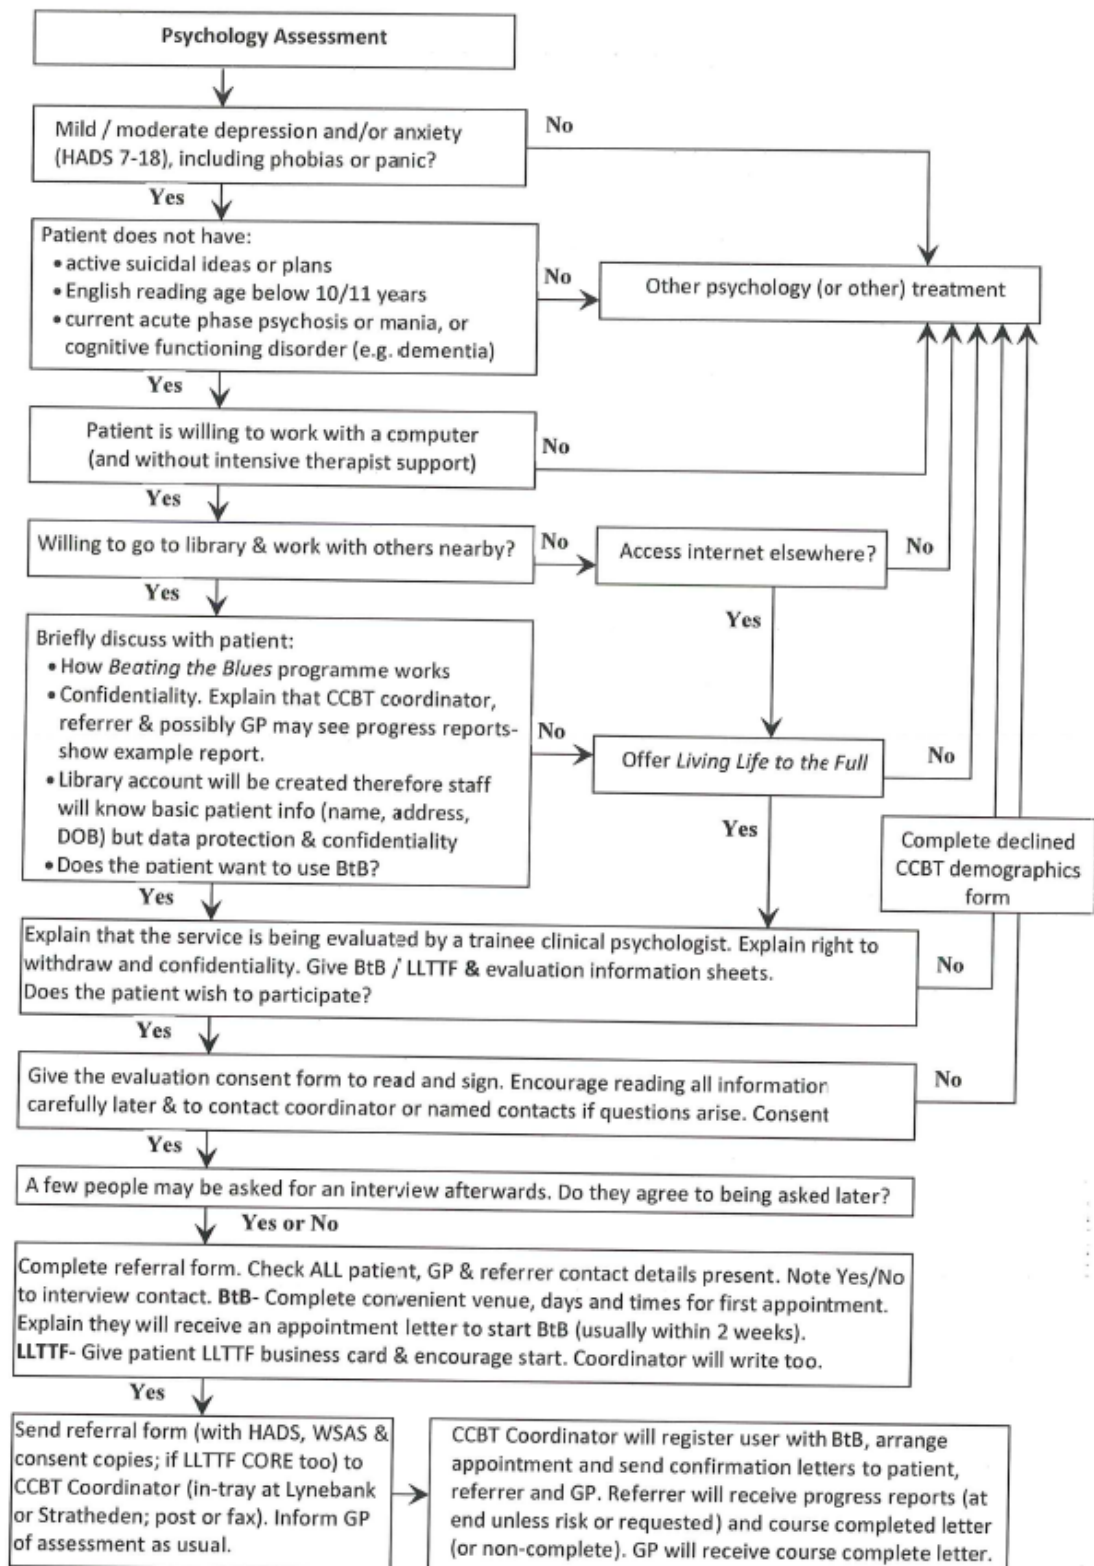 Psychology Assessment
Mild / moderate depression and/or anxiety
(HADS 7-18), including phobias or panic?
No
Yes
Patient does not have:
• active suicidal ideas or plans
• English reading age below 10/11 years
• current acute phase psychosis or mania, or
cognitive functioning disorder (e.g. dementia)
No
Other psychology (or other) treatment
Yes
Patient is willing to work with a computer
(and without intensive therapist support)
No
Yes
Willing to go to library & work with others nearby?
No
Access internet elsewhere?
No
Yes
Yes
Briefly discuss with patient:
• How Beating the Blues programme works
• Confidentiality. Explain that CCBT coordinator,
referrer & possibly GP may see progress reports-
show example report.
• Library account will be created therefore staff
will know basic patient info (name, address,
DOB) but data protection & confidentiality
• Does the patient want to use BtB?
No
Offer Living Life to the Full
No
Yes
Complete declined
CCBT demographics
form
Yes
Explain that the service is being evaluated by a trainee clinical psychologist. Explain right to
withdraw and confidentiality. Give BtB / LLTTF & evaluation information sheets.
Does the patient wish to participate?
No
Yes
Give the evaluation consent form to read and sign. Encourage reading all information
carefully later & to contact coordinator or named contacts if questions arise. Consent
No
Yes
A few people may be asked for an interview afterwards. Do they agree to being asked later?
Yes or No
Complete referral form. Check ALL patient, GP & referrer contact details present. Note Yes/No
to interview contact. BtB- Complete convenient venue, days and times for first appointment.
Explain they will receive an appointment letter to start BtB (usually within 2 weeks).
LLTTF- Give patient LLTTF business card & encourage start. Coordinator will write too.
Yes
Send referral form (with HADS, WSAS &
consent copies; if LLTTF CORE too) to
CCBT Coordinator (in-tray at Lynebank
or Stratheden; post or fax). Inform GP
of assessment as usual.
CCBT Coordinator will register user with BtB, arrange
appointment and send confirmation letters to patient,
referrer and GP. Referrer will receive progress reports (at
end unless risk or requested) and course completed letter
(or non-complete). GP will receive course complete letter.